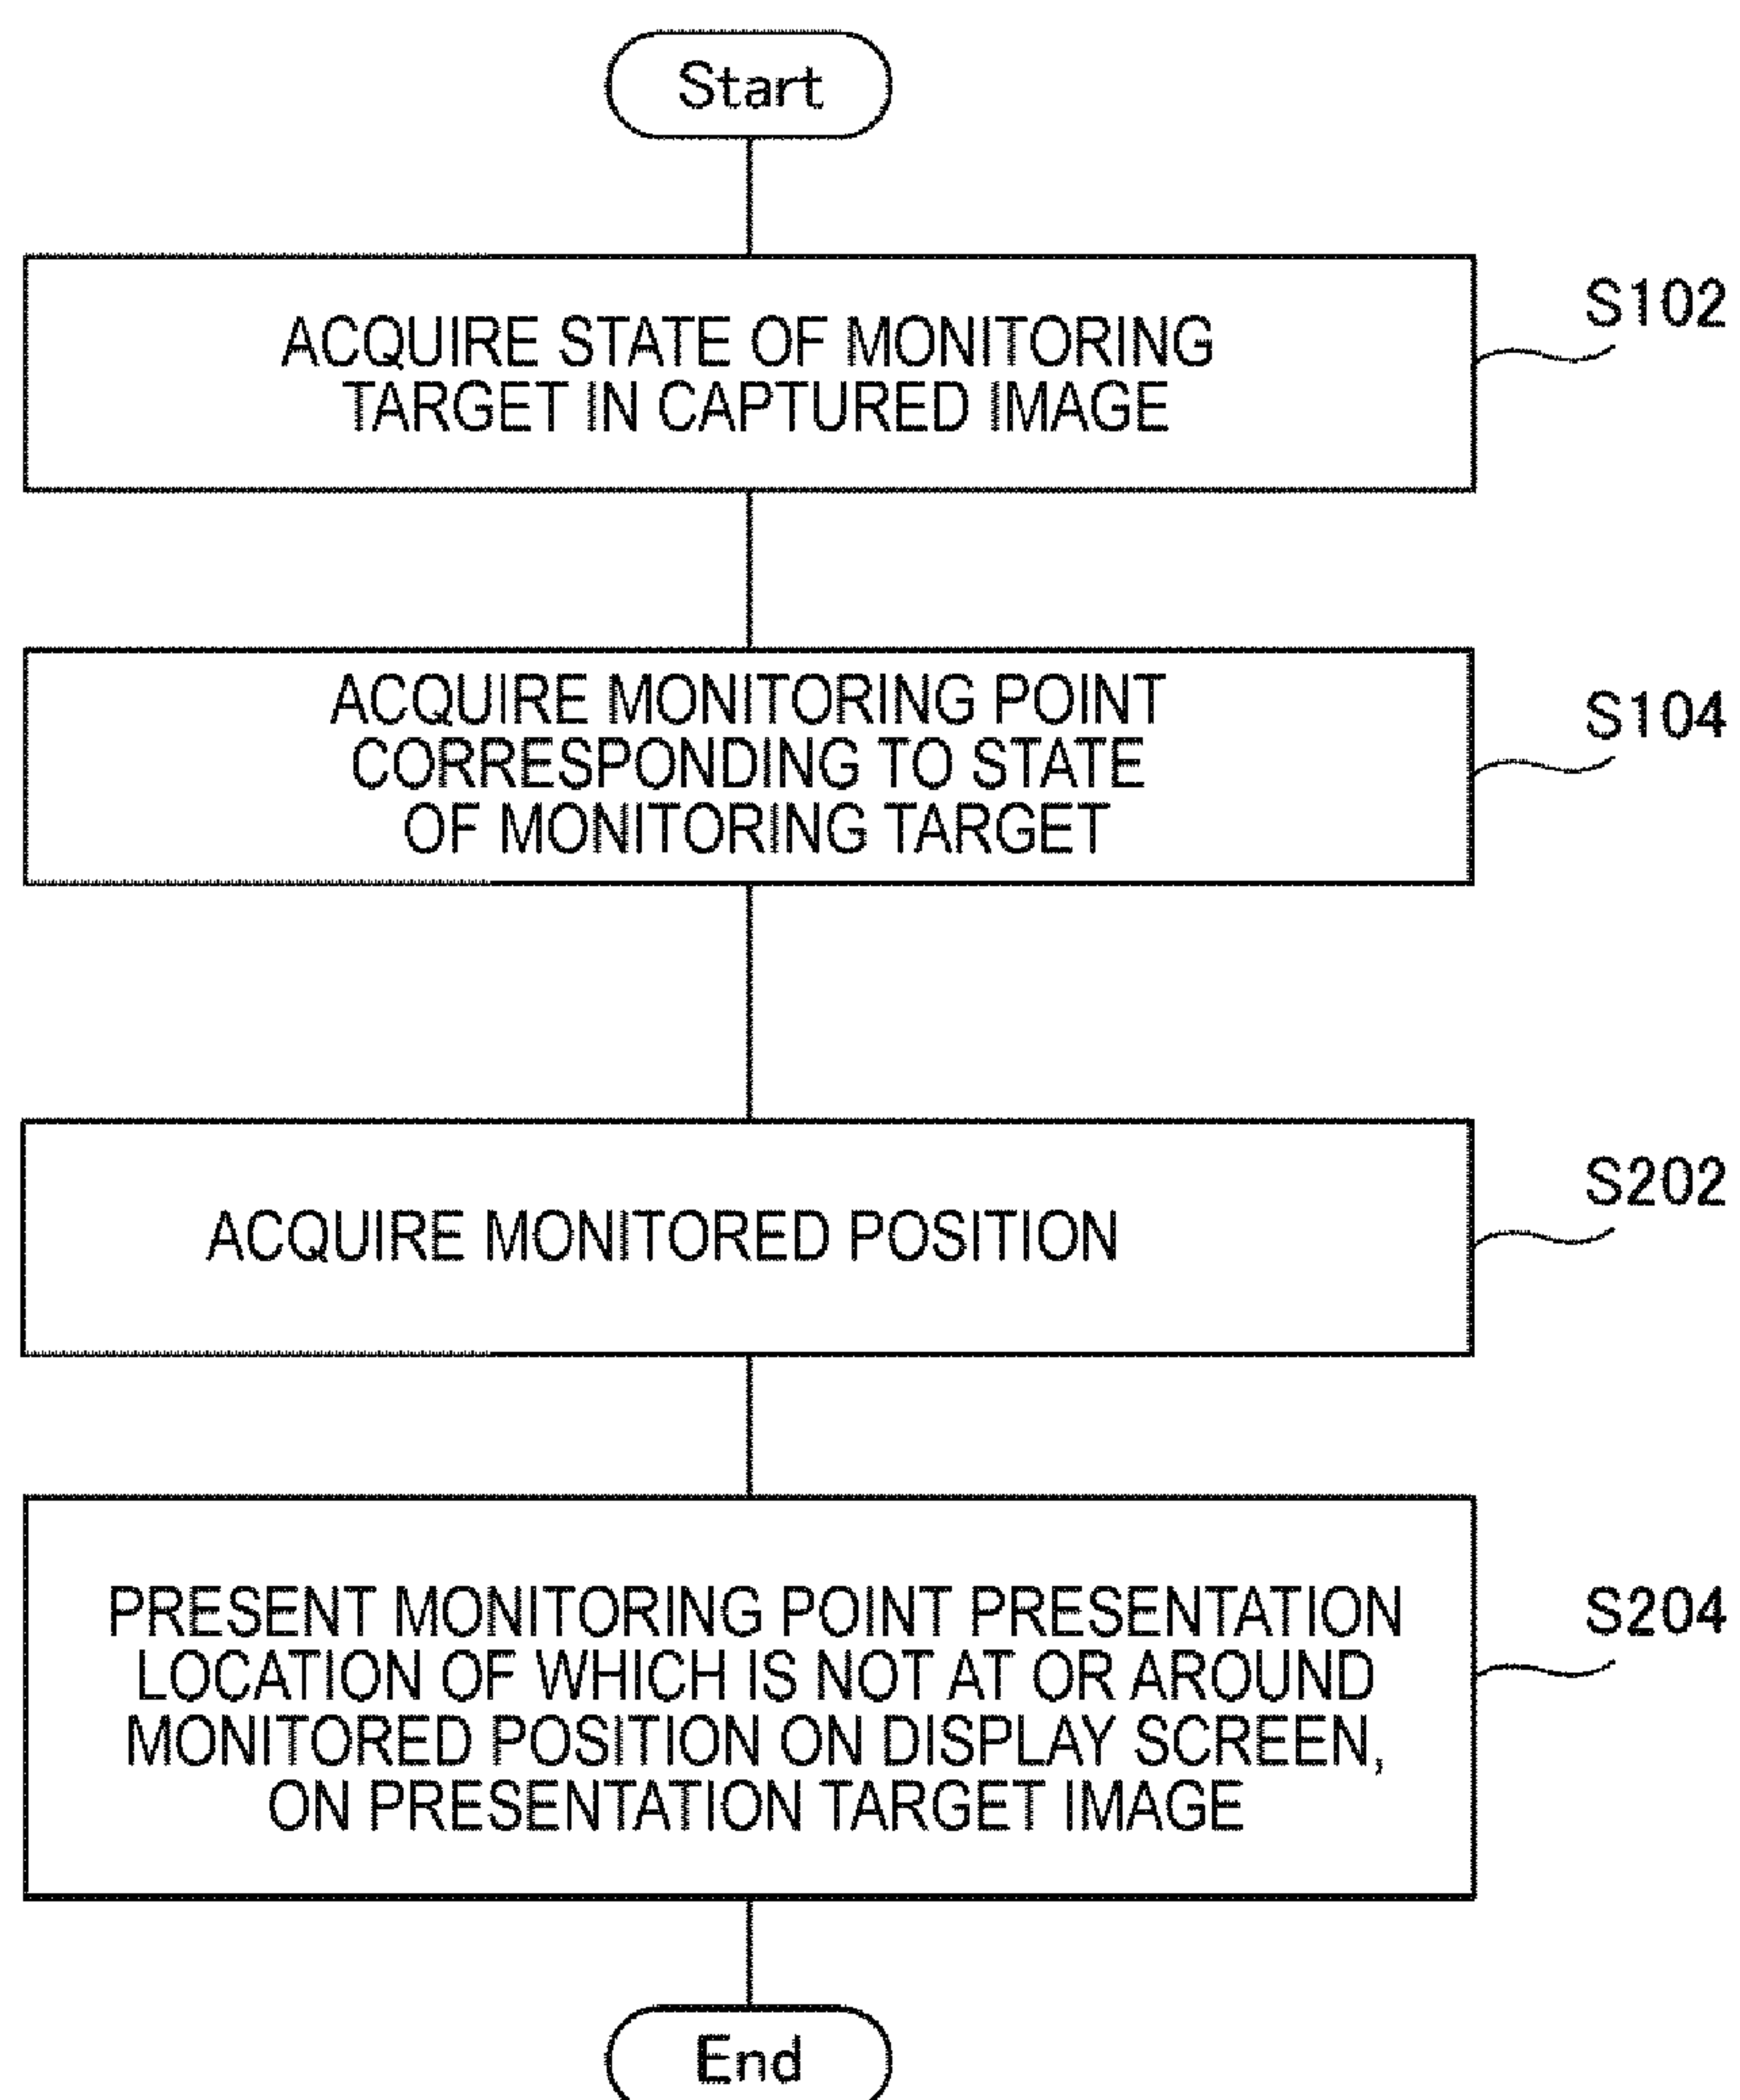 Start
ACQUIRE STATE OF MONITORING
TARGET IN CAPTURED IMAGE
S102
ACQUIRE MONITORING POINT
CORRESPONDING TO STATE
OF MONITORING TARGET
S104
ACQUIRE MONITORED POSITION
S202
PRESENT MONITORING POINT PRESENTATION
LOCATION OF WHICH IS NOT AT OR AROUND
MONITORED POSITION ON DISPLAY SCREEN,
ON PRESENTATION TARGET IMAGE
S204
End